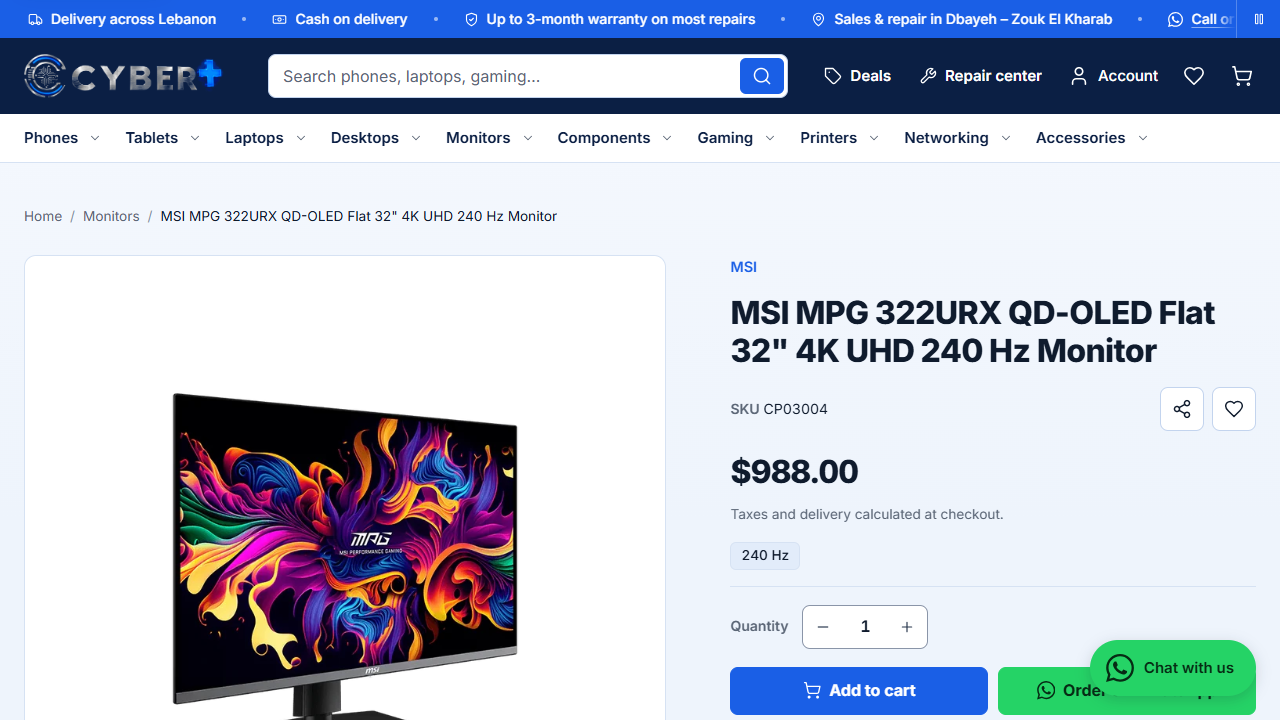 Delivery across Lebanon • Cash on delivery • Up to 3-month warranty on most repairs • Sales & repair in Dbayeh – Zouk El Kharab • Call or
CYBER+
Search phones, laptops, gaming...
Deals
Repair center
Account
Phones
Tablets
Laptops
Desktops
Monitors
Components
Gaming
Printers
Networking
Accessories
Home / Monitors / MSI MPG 322URX QD-OLED Flat 32" 4K UHD 240 Hz Monitor
MPG
MSI PERFORMANCE GAMING
msi
MSI
MSI MPG 322URX QD-OLED Flat
32" 4K UHD 240 Hz Monitor
SKU CP03004
$988.00
Taxes and delivery calculated at checkout.
240 Hz
Quantity
1
Add to cart
Chat with us